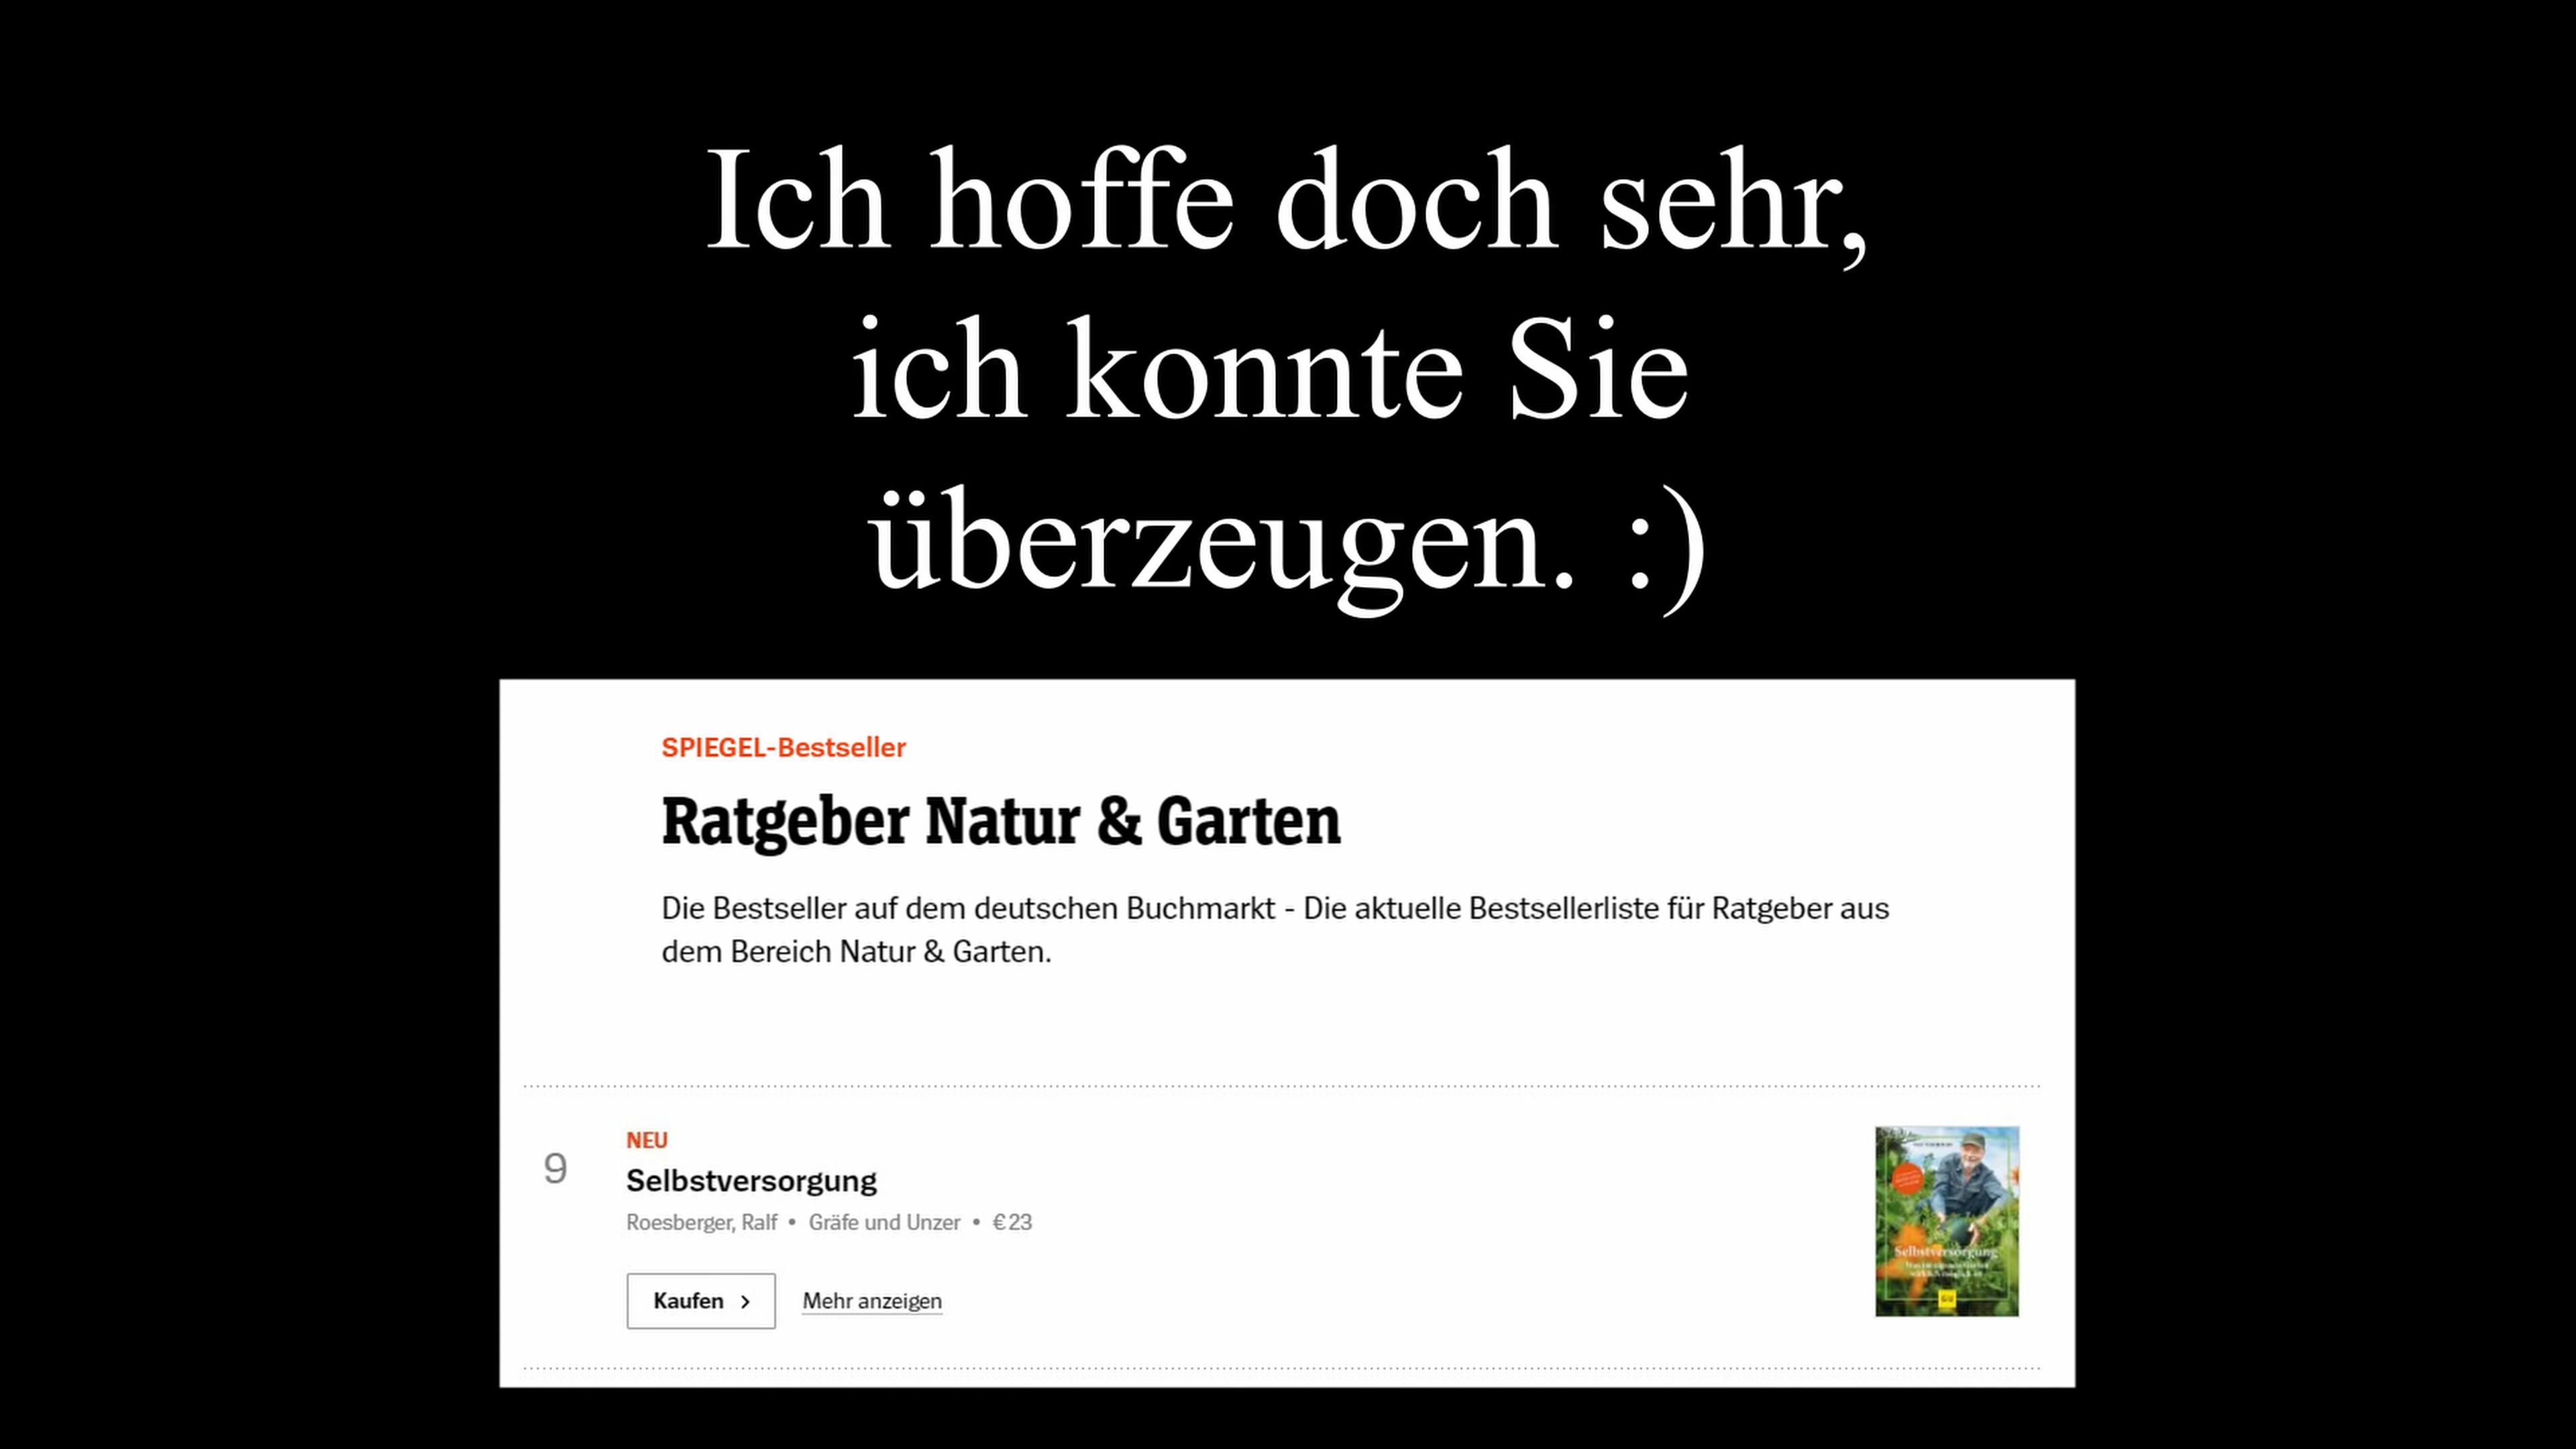 Ich hoffe doch sehr,
ich konnte Sie
überzeugen. :)
SPIEGEL-Bestseller
Ratgeber Natur & Garten
Die Bestseller auf dem deutschen Buchmarkt - Die aktuelle Bestsellerliste für Ratgeber aus
dem Bereich Natur & Garten.
9
NEU
Selbstversorgung
Roesberger, Ralf • Gräfe und Unzer • €23
Kaufen >
Mehr anzeigen
Selbstversorgung
GU